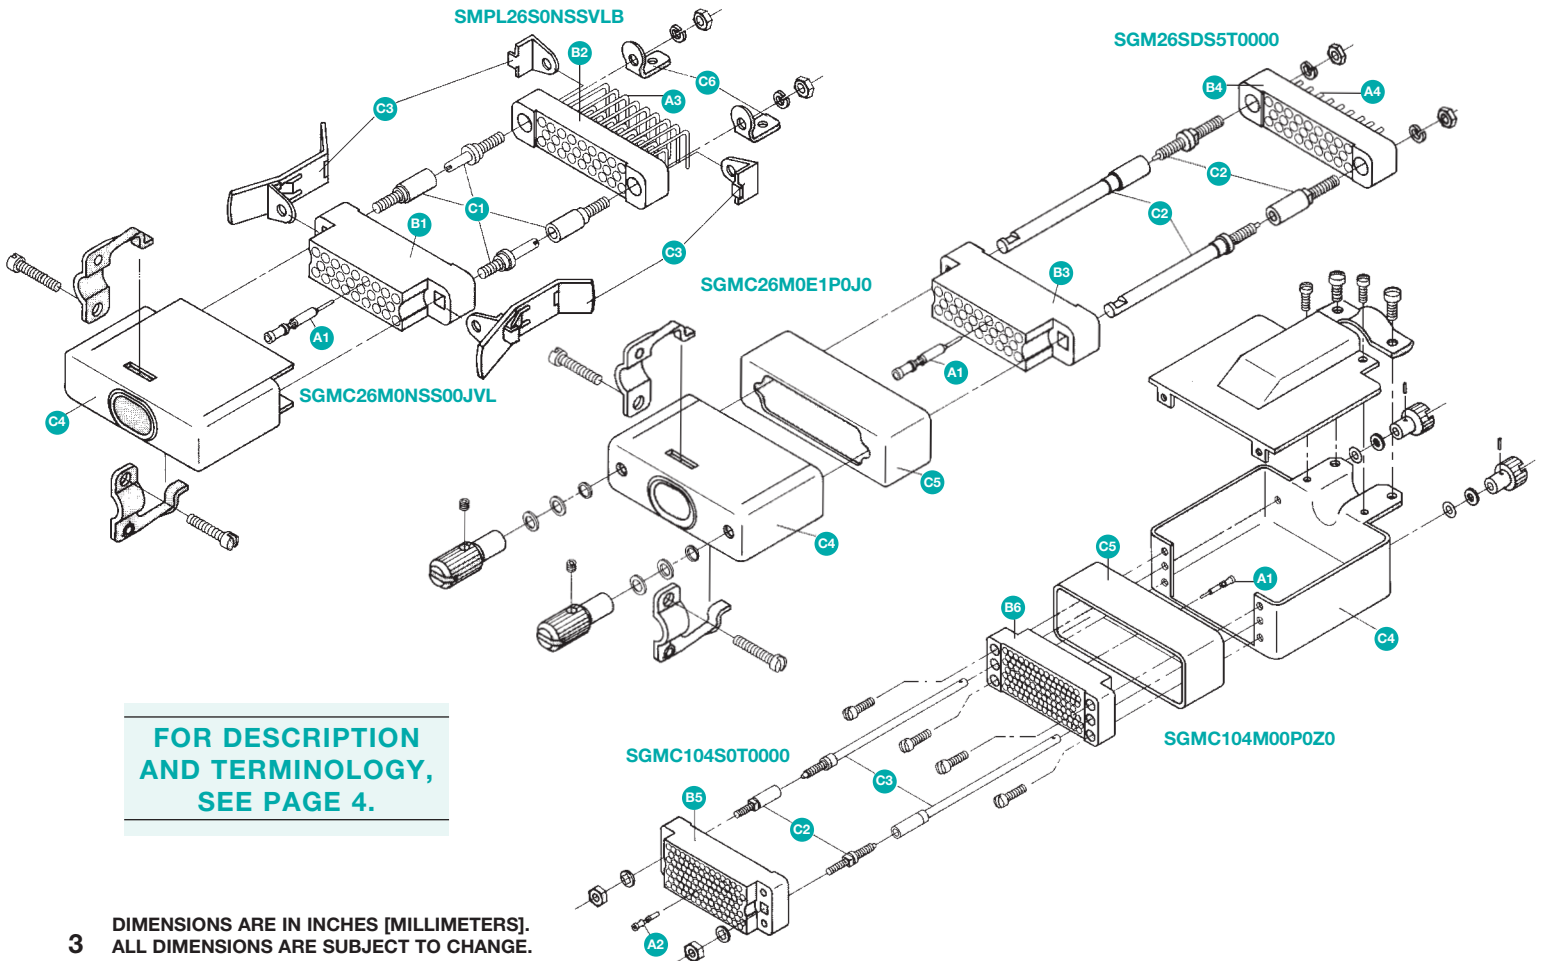 SMPL26S0NSSVLB
SGM26SDS5T0000
B2
C6
C3
A3
B4
A4
C2
C1
C2
B1
C3
B3
SGMC26M0E1P0J0
A1
A1
SGMC26M0NSS00JVL
C4
C5
C4
C5
A1
B6
C4
SGMC104M00P0Z0
SGMC104S0T0000
C3
B5
C2
A2
FOR DESCRIPTION
AND TERMINOLOGY,
SEE PAGE 4.
DIMENSIONS ARE IN INCHES [MILLIMETERS].
3 ALL DIMENSIONS ARE SUBJECT TO CHANGE.